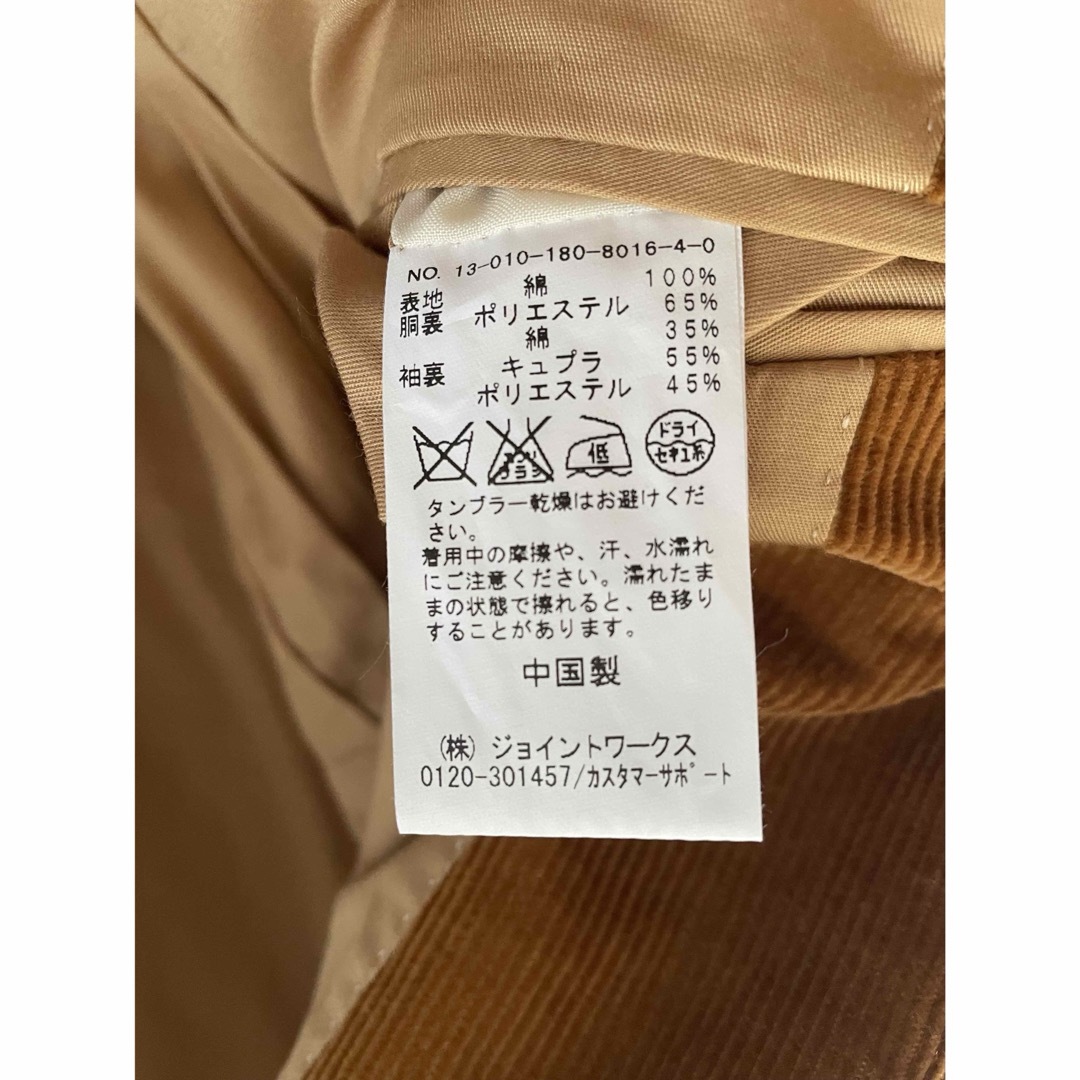 NO. 13-010-180-8016-4-0
表地 綿 100%
胴裏 ポリエステル 65%
綿 35%
袖裏 キュプラ 55%
ポリエステル 45%
エンソ
サラシ
低
ドライ
セキユ系
タンブラー乾燥はお避けくだ
さい。
着用中の摩擦や、汗、水濡れ
にご注意ください。濡れたま
まの状態で擦れると、色移り
することがあります。
中国製
(株) ジョイントワークス
0120-301457/カスタマーサポート